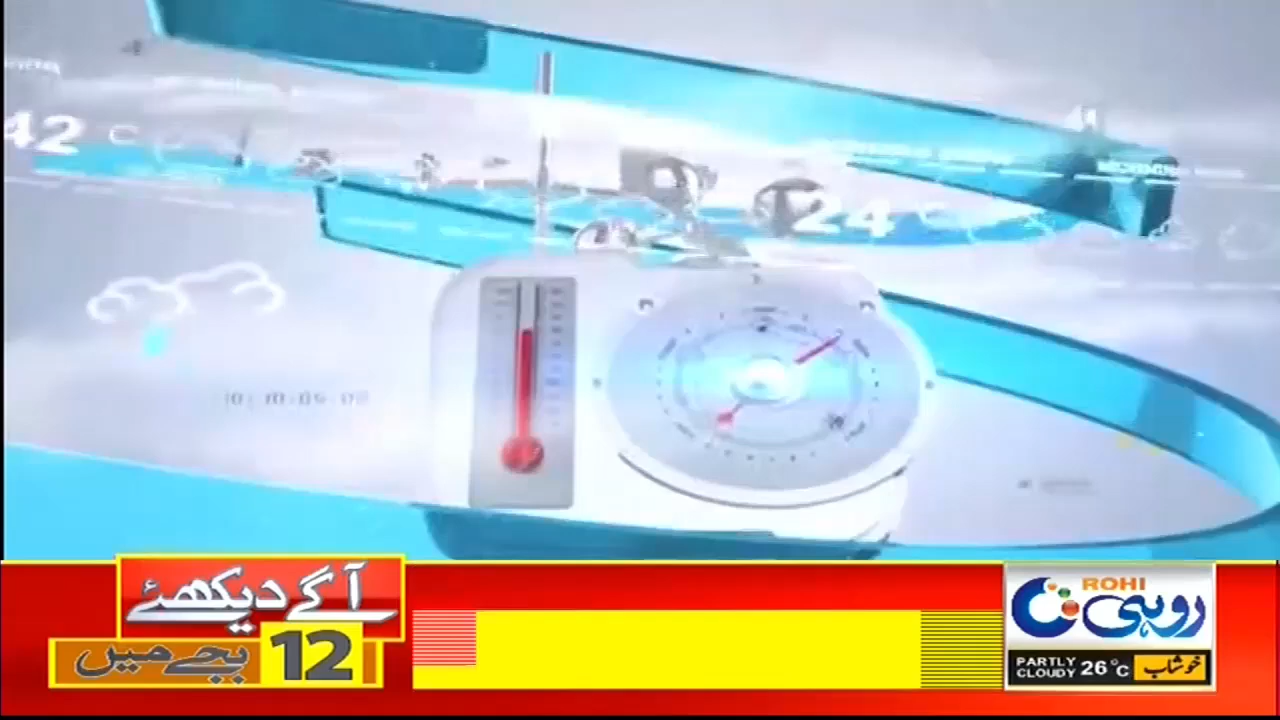 42 C
24 C
آگے دیکھئے
12 بجے میں
ROHI
روہی
PARTLY
CLOUDY 26°C خوشاب